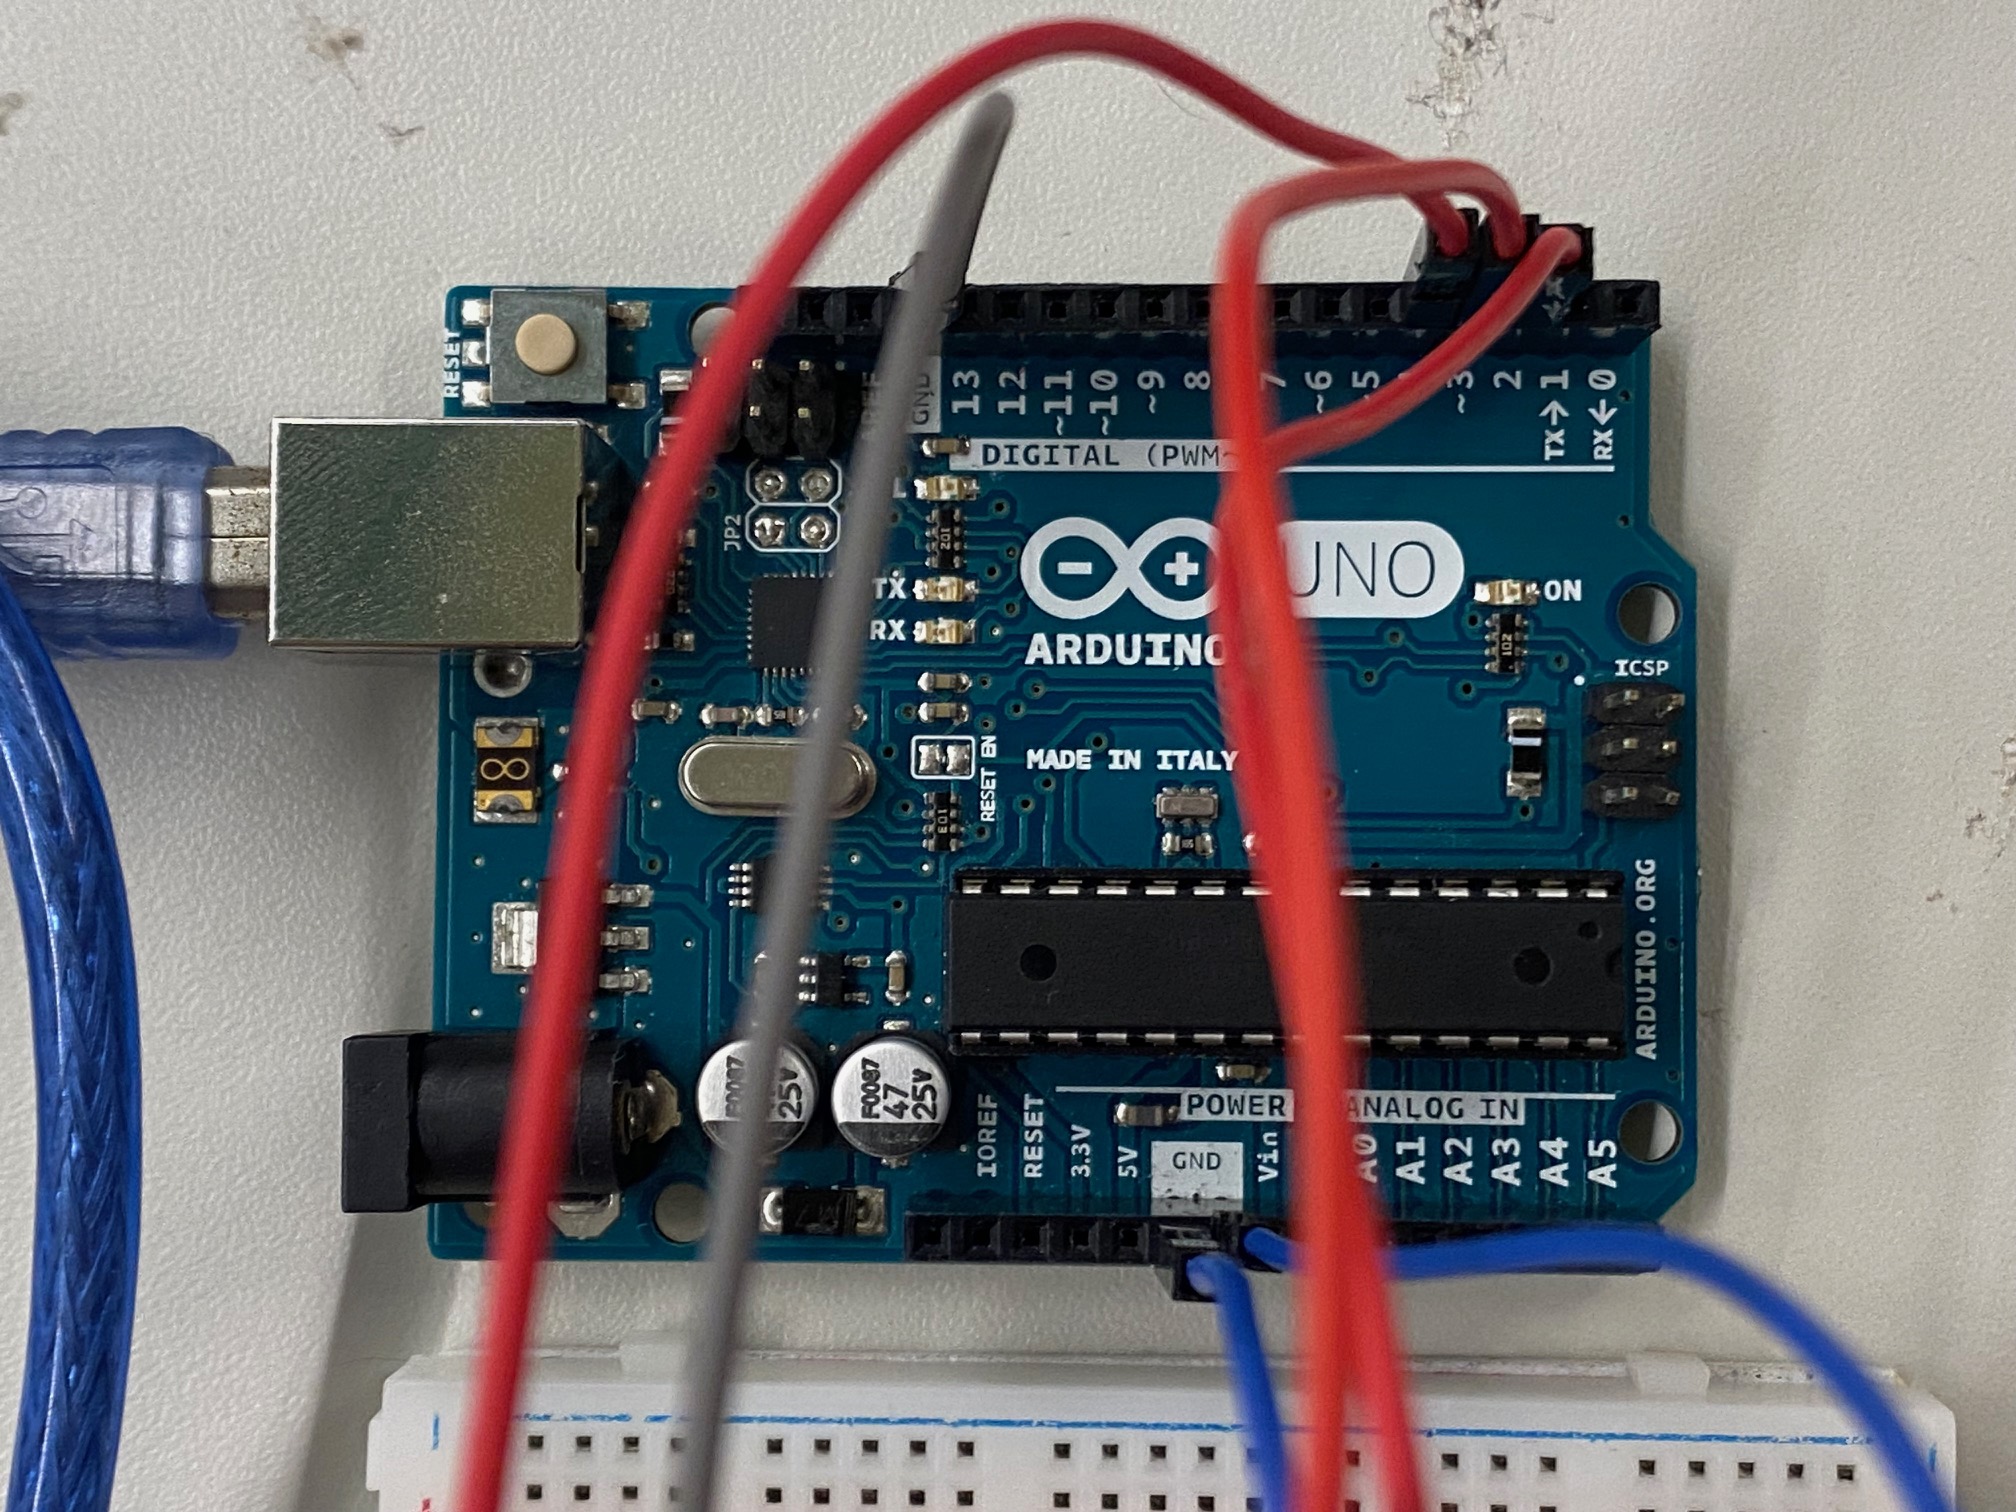 RESET
F0087
25V
JP2
F0087
47
25V
RX
TX
GND
RESET EN
IOREF
RESET
3.3V
5V
GND
Vin
POWER
A0
A1
A2
A3
A4
A5
ANALOG IN
MADE IN ITALY
ARDUINO
UNO
DIGITAL (PWM~
13
12
~11
~10
~9
8
7
~6
~5
~3
2
TX→1
RX←0
102
ON
ICSP
ARDUINO.ORG